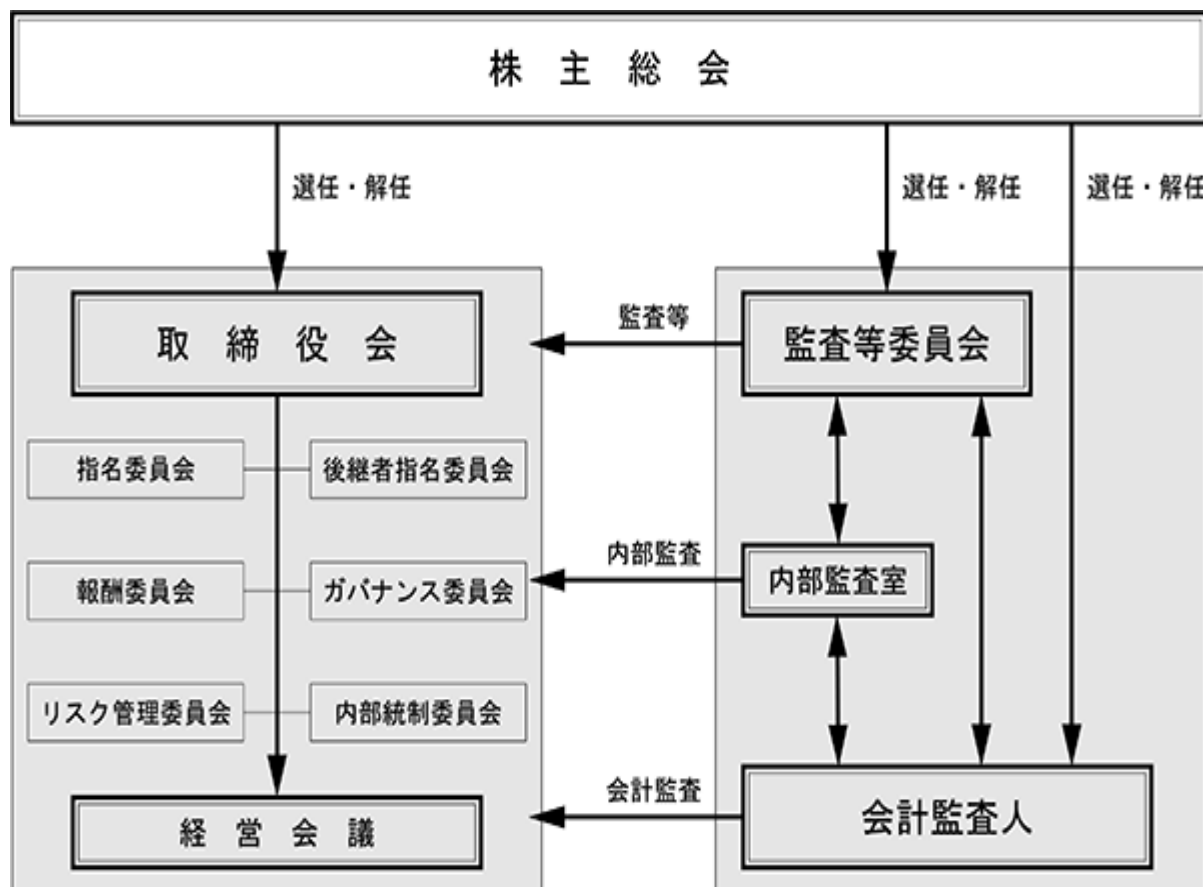 株主総会
選任・解任
選任・解任
選任・解任
取締役会
監査等
監査等委員会
指名委員会
後継者指名委員会
内部監査
内部監査室
報酬委員会
ガバナンス委員会
リスク管理委員会
内部統制委員会
会計監査
会計監査人
経営会議